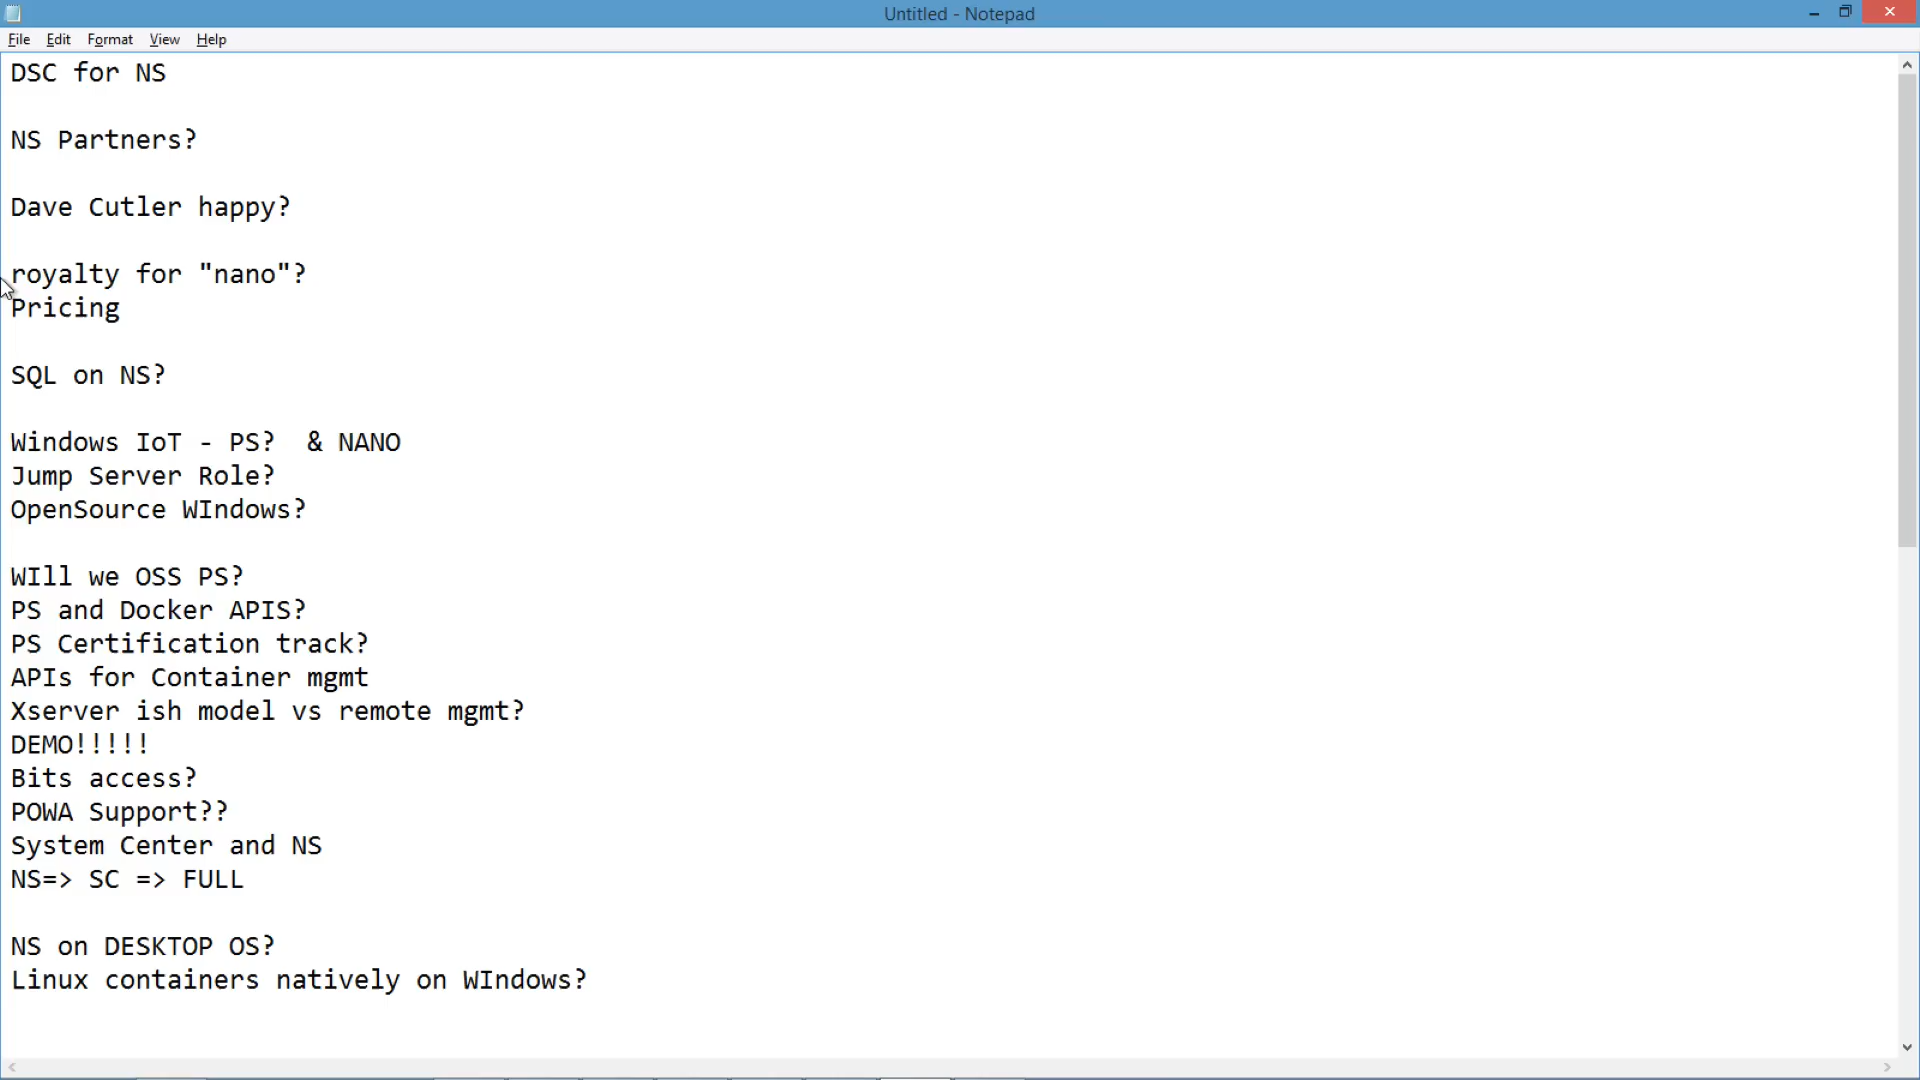 Untitled - Notepad
File Edit Format View Help
DSC for NS
NS Partners?
Dave Cutler happy?
royalty for "nano"?
Pricing
SQL on NS?
Windows IoT - PS?  & NANO
Jump Server Role?
OpenSource WIndows?
WIll we OSS PS?
PS and Docker APIS?
PS Certification track?
APIs for Container mgmt
Xserver ish model vs remote mgmt?
DEMO!!!!!
Bits access?
POWA Support??
System Center and NS
NS=> SC => FULL
NS on DESKTOP OS?
Linux containers natively on WIndows?